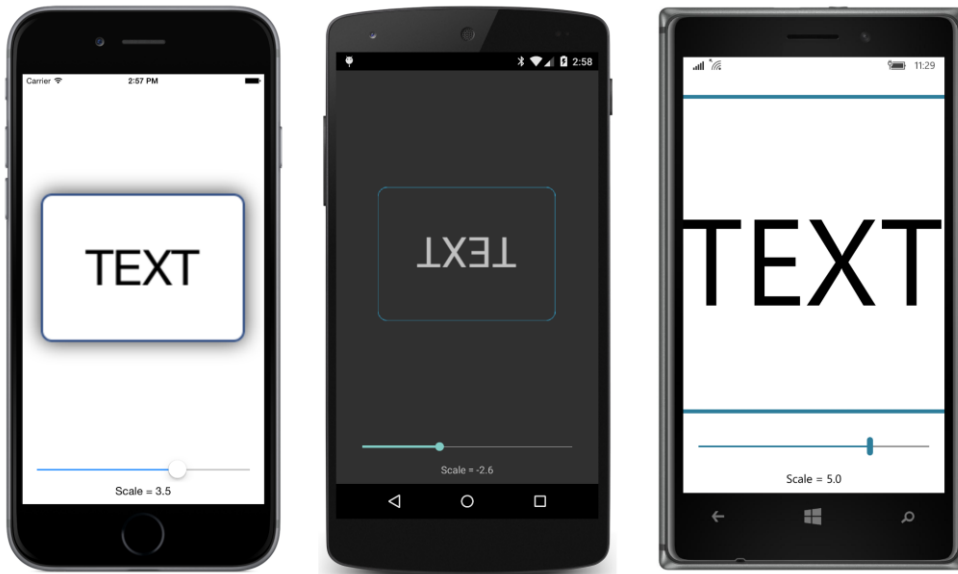 Carrier
2:57 PM
TEXT
Scale = 3.5
2:58
TEXT
Scale = -2.6
11:29
TEXT
Scale = 5.0